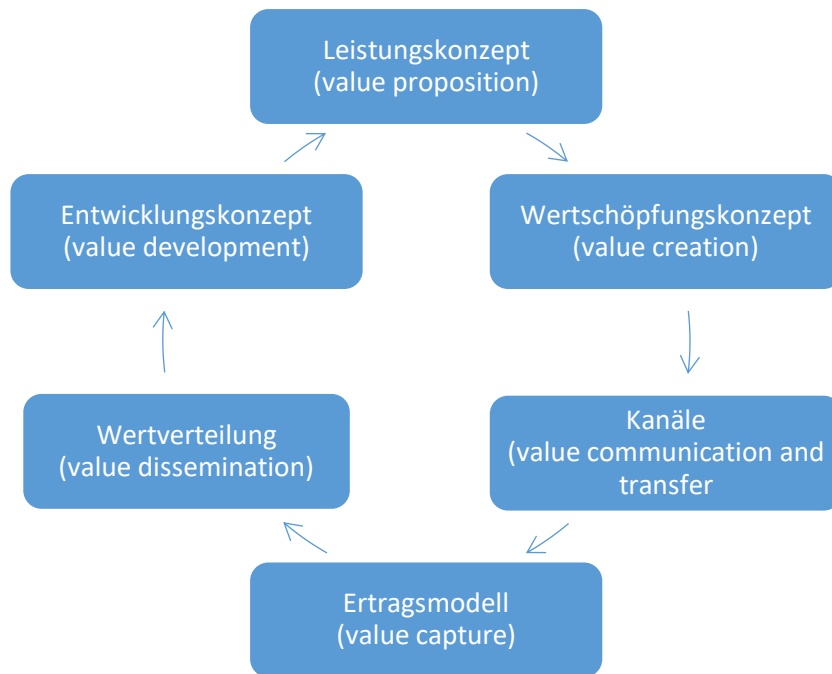 Leistungskonzept
(value proposition)
Entwicklungskonzept
(value development)
Wertschöpfungskonzept
(value creation)
Wertverteilung
(value dissemination)
Kanäle
(value communication and
transfer
Ertragsmodell
(value capture)